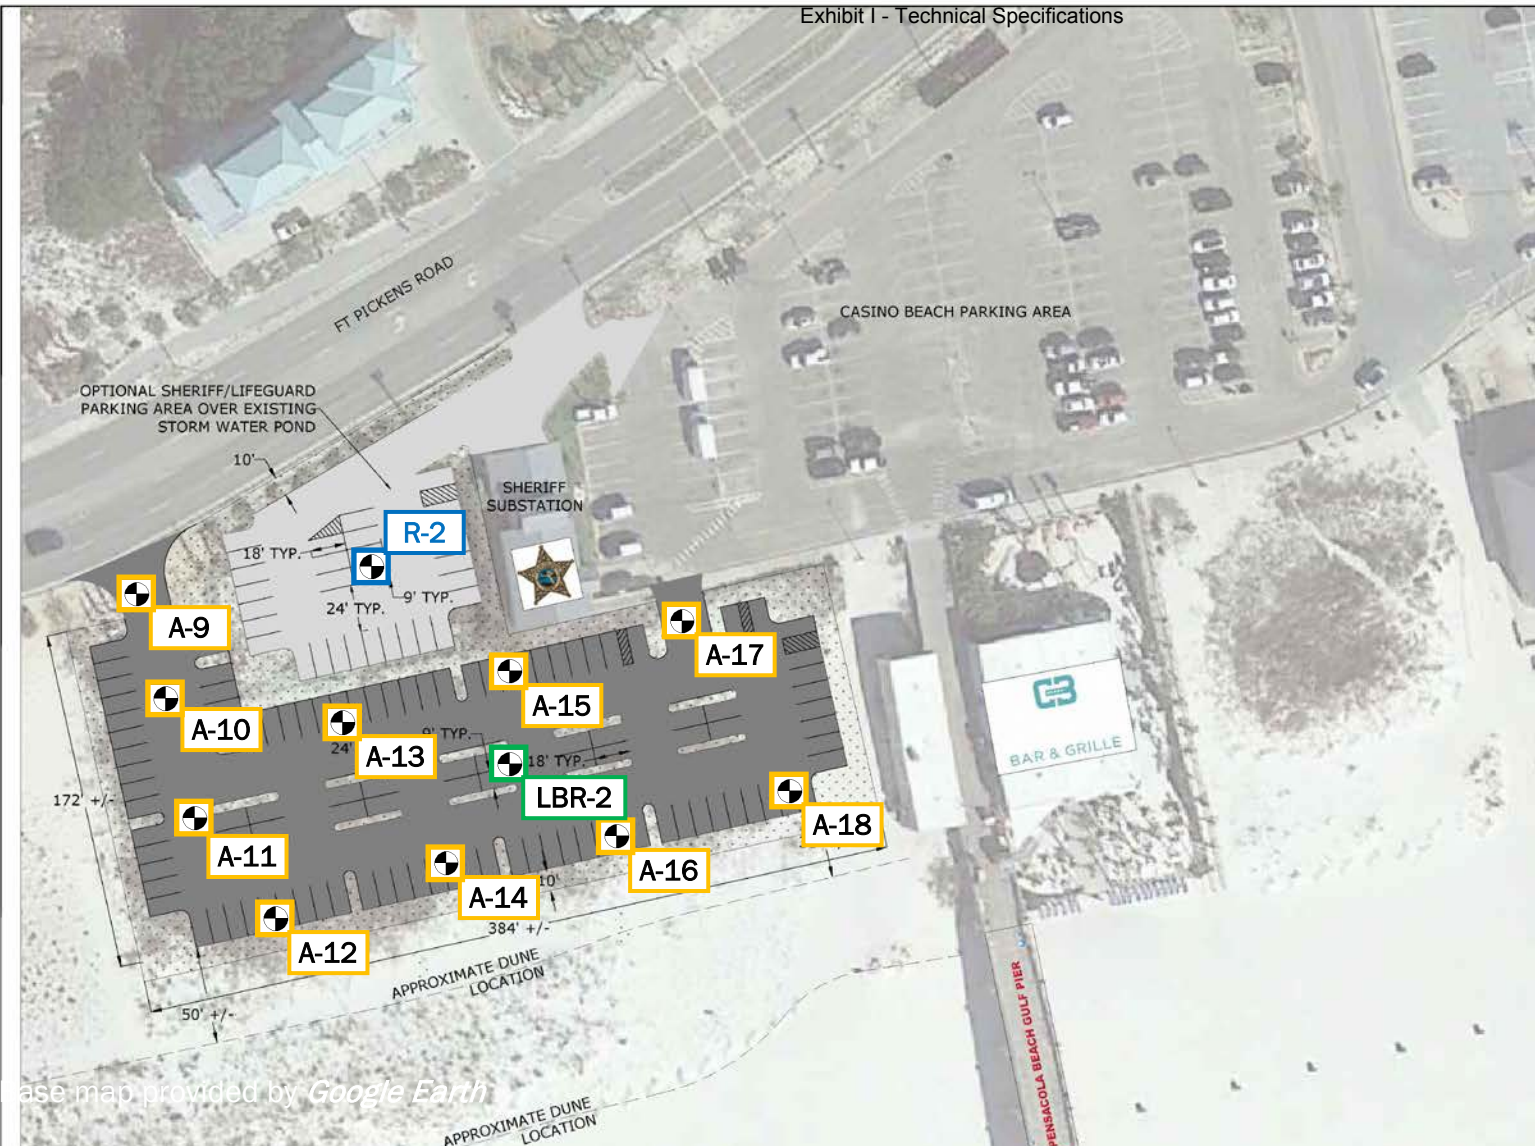 Exhibit I - Technical Specifications
FT PICKENS ROAD
CASINO BEACH PARKING AREA
OPTIONAL SHERIFF/LIFEGUARD
PARKING AREA OVER EXISTING
STORM WATER POND
10'
SHERIFF
SUBSTATION
R-2
18' TYP.
9' TYP.
24' TYP.
A-9
A-17
A-10
A-15
A-13
9' TYP.
24'
18' TYP.
LBR-2
172' +/-
BAR & GRILLE
A-18
A-11
A-16
A-14
10'
384' +/-
A-12
APPROXIMATE DUNE
LOCATION
50' +/-
PENSACOLA BEACH GULF PIER
Base map provided by Google Earth
APPROXIMATE DUNE
LOCATION